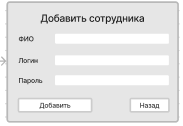 Добавить сотрудника
ФИО
Логин
Пароль
Добавить Назад